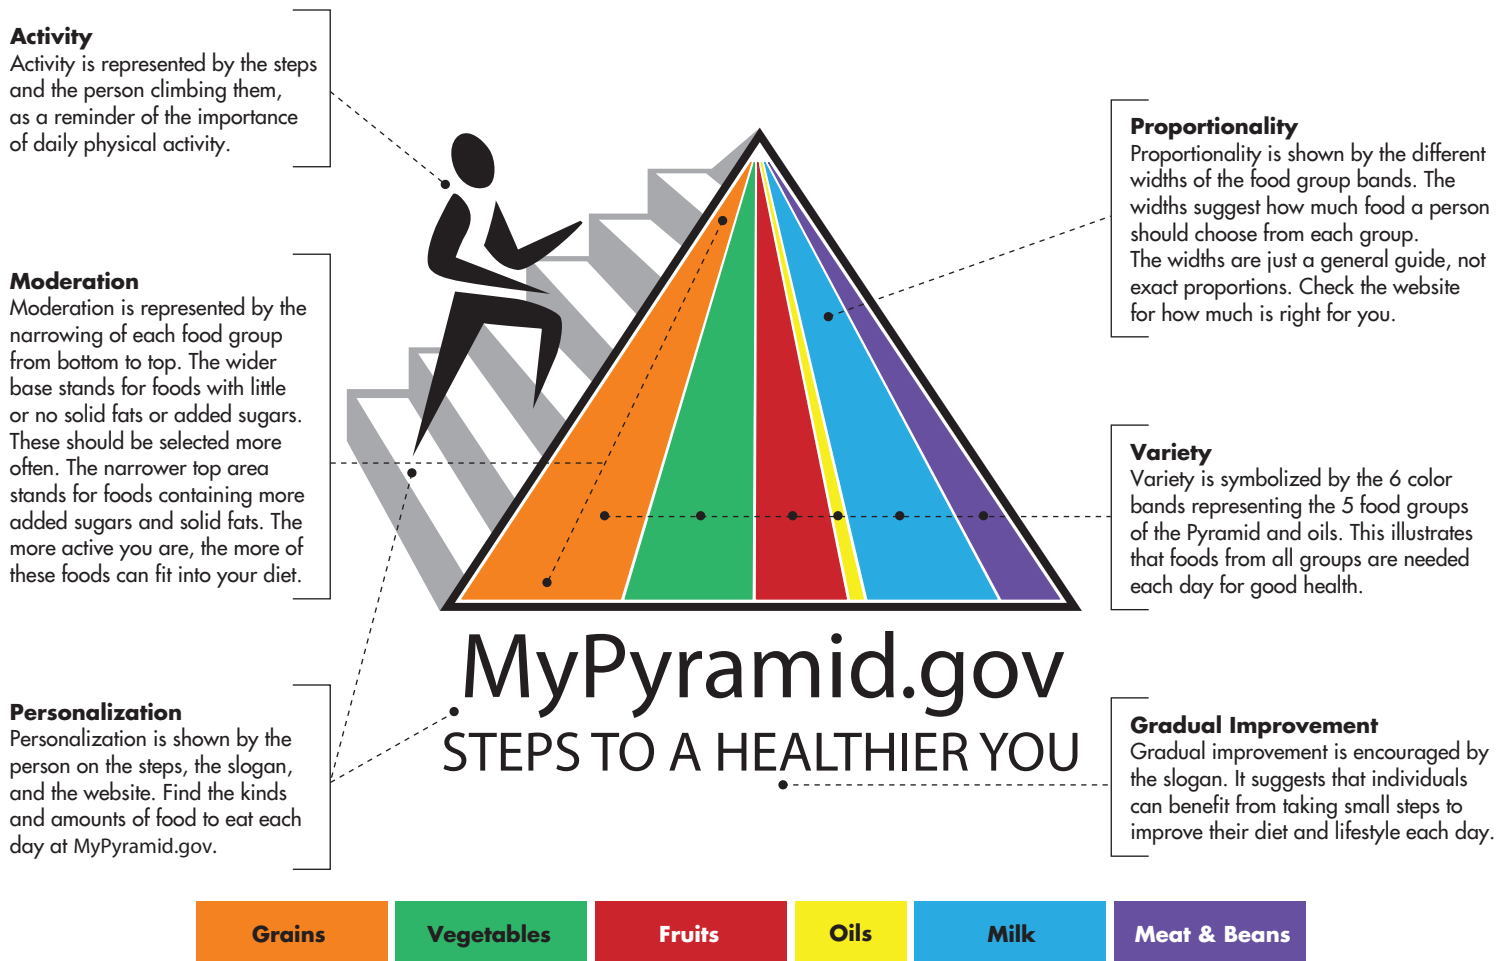 Activity
Activity is represented by the steps
and the person climbing them,
as a reminder of the importance
of daily physical activity.
Moderation
Moderation is represented by the
narrowing of each food group
from bottom to top. The wider
base stands for foods with little
or no solid fats or added sugars.
These should be selected more
often. The narrower top area
stands for foods containing more
added sugars and solid fats. The
more active you are, the more of
these foods can fit into your diet.
Personalization
Personalization is shown by the
person on the steps, the slogan,
and the website. Find the kinds
and amounts of food to eat each
day at MyPyramid.gov.
MyPyramid.gov
STEPS TO A HEALTHIER YOU
Proportionality
Proportionality is shown by the different
widths of the food group bands. The
widths suggest how much food a person
should choose from each group.
The widths are just a general guide, not
exact proportions. Check the website
for how much is right for you.
Variety
Variety is symbolized by the 6 color
bands representing the 5 food groups
of the Pyramid and oils. This illustrates
that foods from all groups are needed
each day for good health.
Gradual Improvement
Gradual improvement is encouraged by
the slogan. It suggests that individuals
can benefit from taking small steps to
improve their diet and lifestyle each day.
Grains
Vegetables
Fruits
Oils
Milk
Meat & Beans